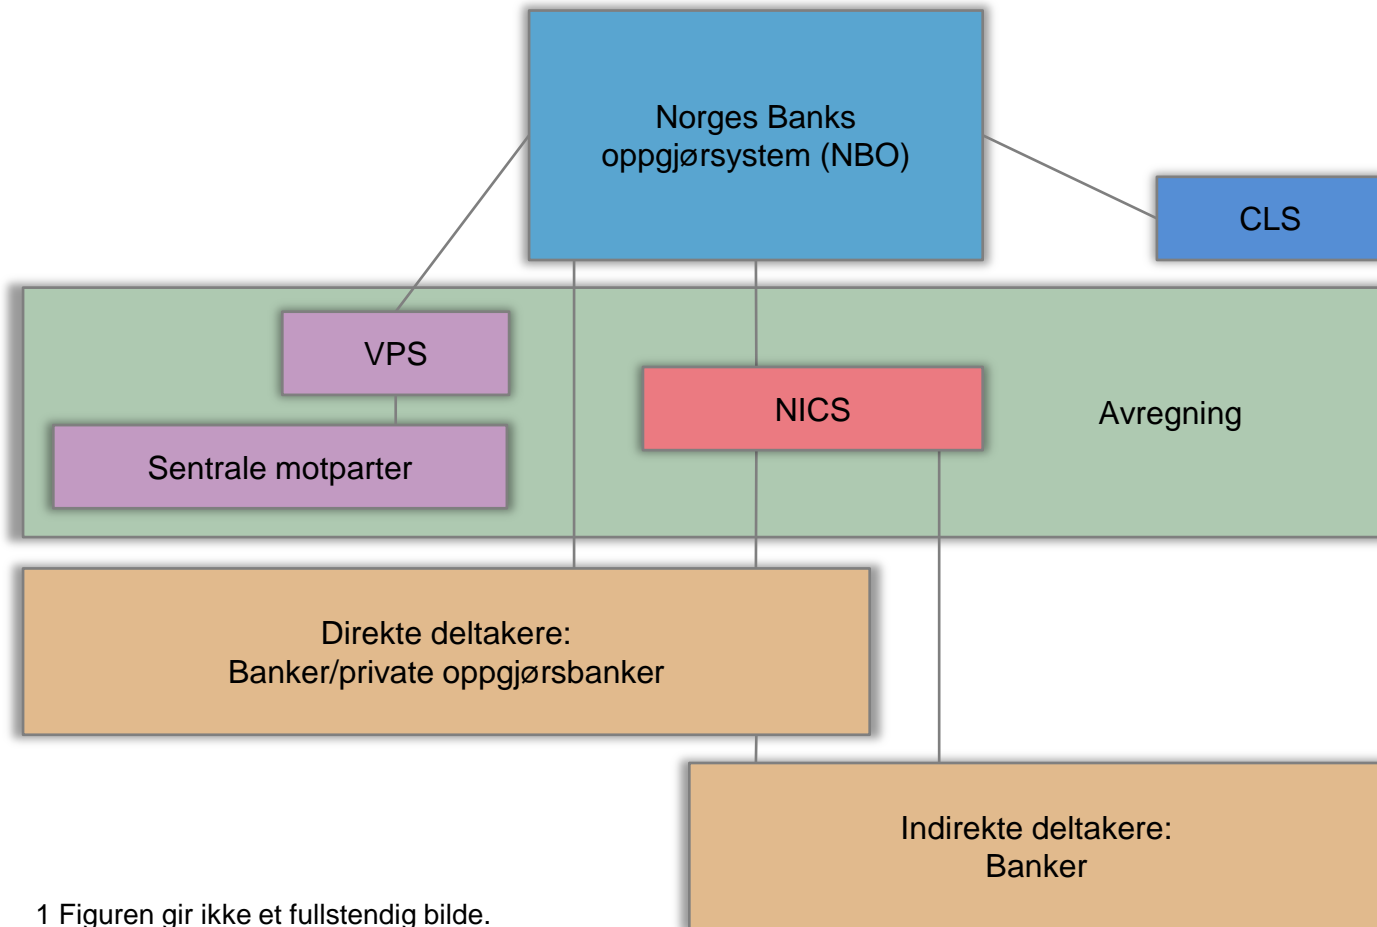 Norges Banks
oppgjørsystem (NBO)
CLS
VPS
NICS
Avregning
Sentrale motparter
Direkte deltakere:
Banker/private oppgjørsbanker
Indirekte deltakere:
Banker
1 Figuren gir ikke et fullstendig bilde.